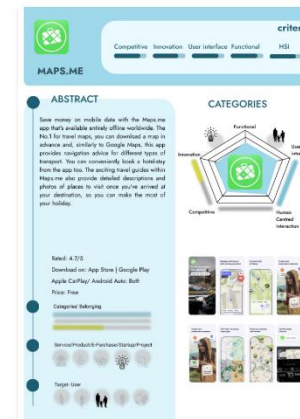 criter
Competitive Innovation User interface Functional HSI
MAPS.ME
ABSTRACT
CATEGORIES
Save money on mobile date with the Maps.me
app that's available entirely offline worldwide. The
No.1 for travel maps, you can download a map in
advance and, similarly to Google Maps, this app
provides navigation advice for different types of
transport. You can conveniently book a hotel-stay
from the app too. The exciting travel guides within
Maps.me also provide detailed descriptions and
photos of places to visit once you've arrived at
your destination, so you can make the most of
your holiday.
Functional
Innovation
User
inter
Competitive
Human
Centred
Interaction
Rated: 4.7/5
Download on: App Store | Google Play
Apple CarPlay/ Android Auto: Both
Price: Free
Categories' Belonging
Service/Product/E-Purchase/Startup/Project
Target User